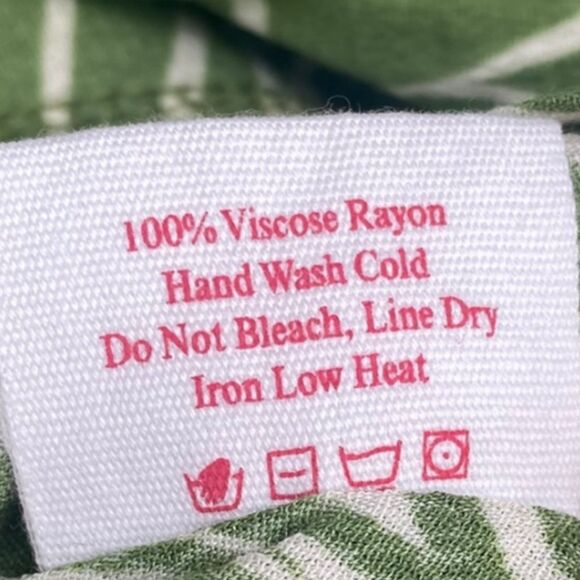 100% Viscose Rayon
Hand Wash Cold
Do Not Bleach, Line Dry
Iron Low Heat